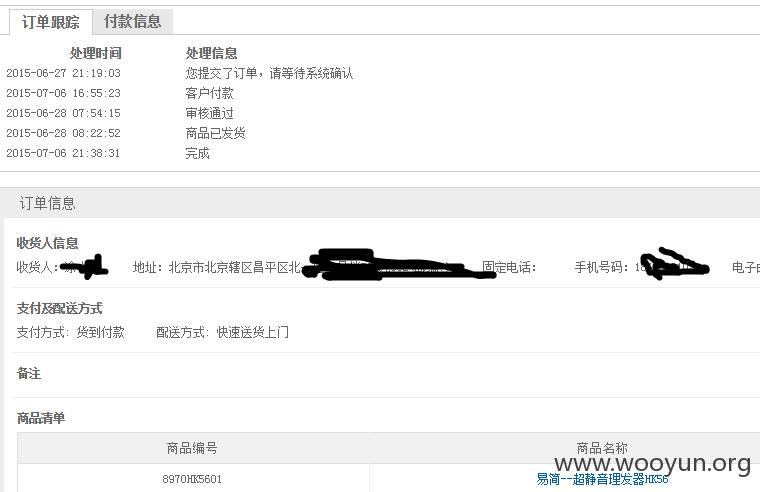 订单跟踪 付款信息
处理时间 处理信息
2015-06-27 21:19:03 您提交了订单，请等待系统确认
2015-07-06 16:55:23 客户付款
2015-06-28 07:54:15 审核通过
2015-06-28 08:22:52 商品已发货
2015-07-06 21:38:31 完成
订单信息
收货人信息
收货人： 地址：北京市北京辖区昌平区北 固定电话： 手机号码：18 电子
支付及配送方式
支付方式：货到付款 配送方式：快速送货上门
备注
商品清单
商品编号 商品名称
www.wooyun.org
8970HK5601 易简--超静音理发器HK56